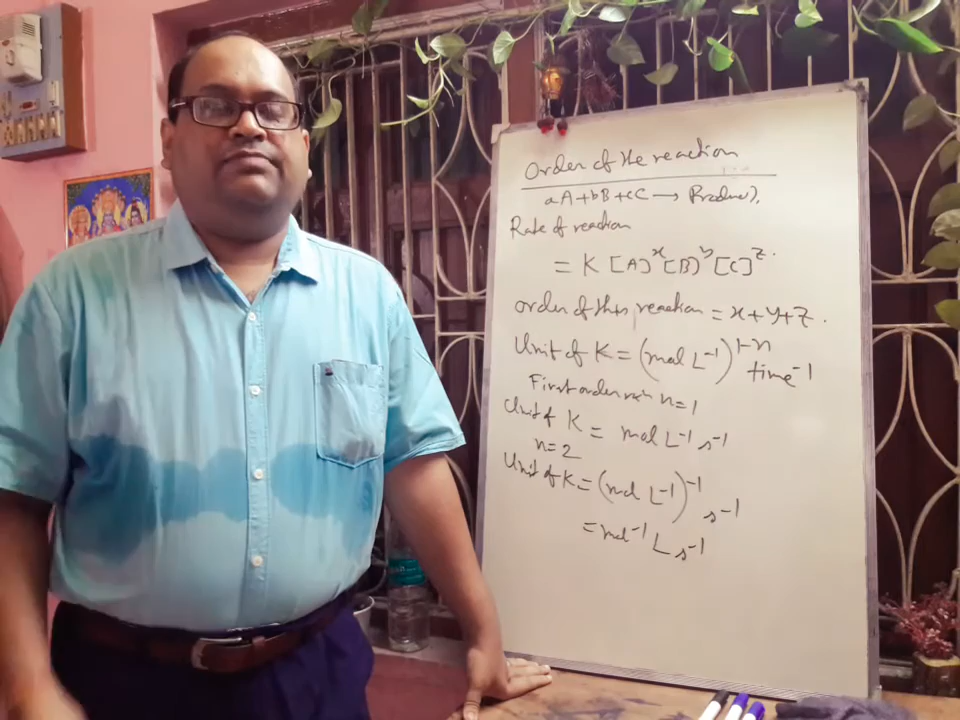 Order of the reaction
aA + bB + cC → Product,
Rate of reaction
= K [A]ˣ [B]ʸ [C]ᶻ.
Order of this reaction = x + y + z.
Unit of K = (mol L⁻¹)¹⁻ⁿ time⁻¹
First order n = 1
Unit of K = mol L⁻¹ s⁻¹
n = 2
Unit of K = (mol L⁻¹)⁻¹ s⁻¹
= mol⁻¹ L s⁻¹